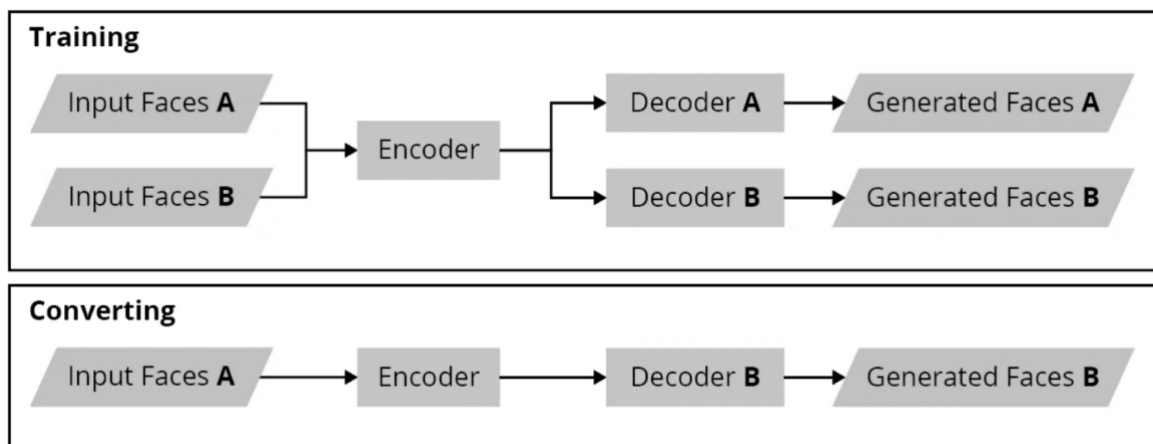 Training
Input Faces A
Decoder A
Generated Faces A
Encoder
Input Faces B
Decoder B
Generated Faces B
Converting
Input Faces A
Encoder
Decoder B
Generated Faces B